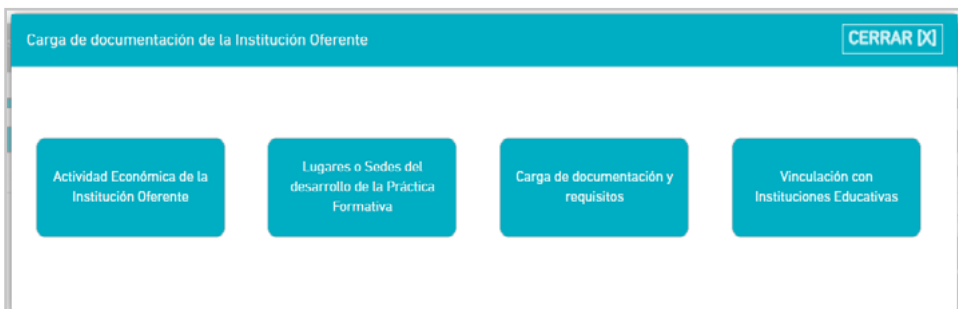 Carga de documentación de la Institución Oferente
CERRAR [X]
Actividad Económica de la
Institución Oferente
Lugares o Sedes del
desarrollo de la Práctica
Formativa
Carga de documentación y
requisitos
Vinculación con
Instituciones Educativas